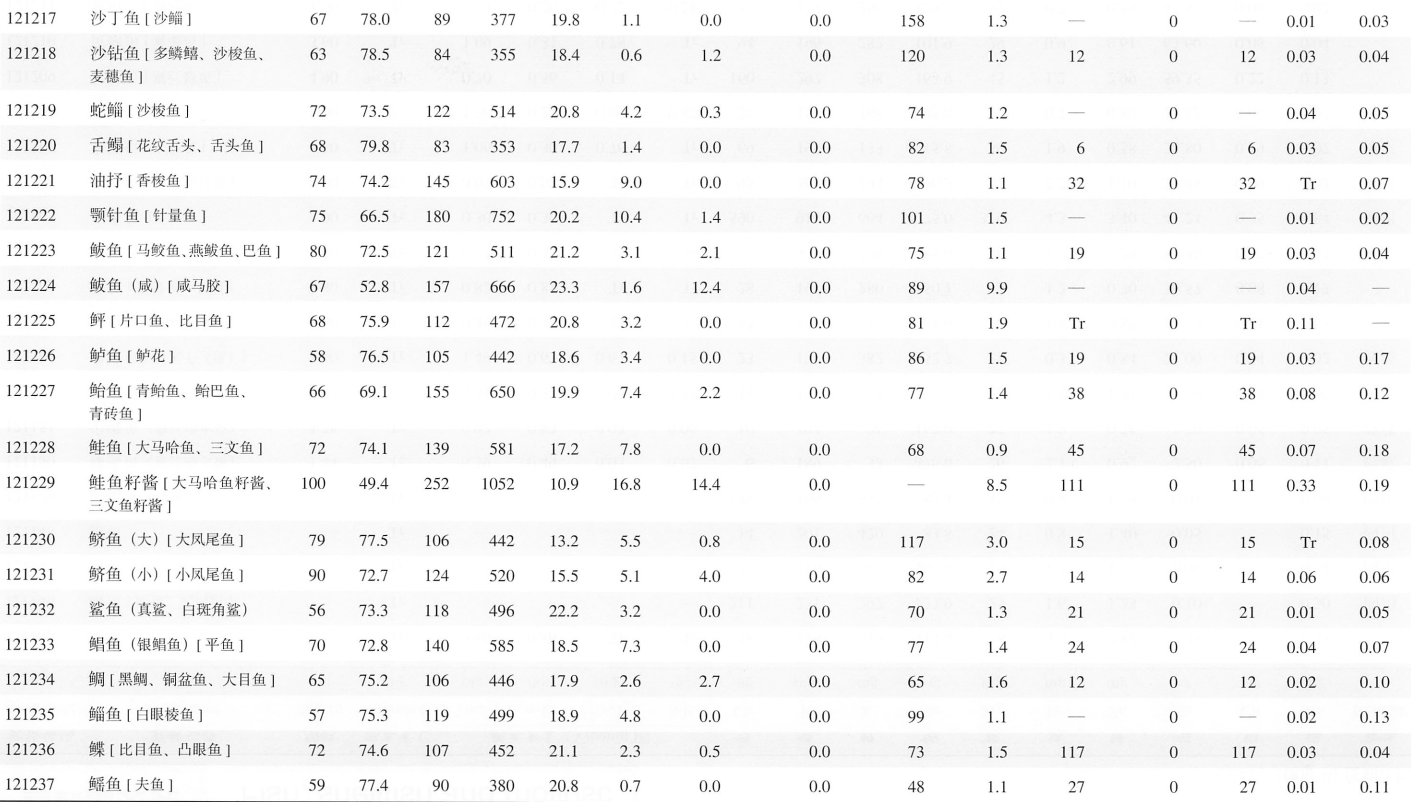 121217 沙丁鱼 [ 沙鲻 ] 67 78.0 89 377 19.8 1.1 0.0 0.0 158 1.3 — 0 — 0.01 0.03
121218 沙钻鱼 [ 多鳞鱚、沙梭鱼、 63 78.5 84 355 18.4 0.6 1.2 0.0 120 1.3 12 0 12 0.03 0.04
麦穗鱼 ]
121219 蛇鲻 [ 沙梭鱼 ] 72 73.5 122 514 20.8 4.2 0.3 0.0 74 1.2 — 0 — 0.04 0.05
121220 舌鳎 [ 花纹舌头、舌头鱼 ] 68 79.8 83 353 17.7 1.4 0.0 0.0 82 1.5 6 0 6 0.03 0.05
121221 油抒 [ 香梭鱼 ] 74 74.2 145 603 15.9 9.0 0.0 0.0 78 1.1 32 0 32 Tr 0.07
121222 颚针鱼 [ 针量鱼 ] 75 66.5 180 752 20.2 10.4 1.4 0.0 101 1.5 — 0 — 0.01 0.02
121223 鲅鱼 [ 马鲛鱼、燕鲅鱼、巴鱼 ] 80 72.5 121 511 21.2 3.1 2.1 0.0 75 1.1 19 0 19 0.03 0.04
121224 鲅鱼（咸）[ 咸马胶 ] 67 52.8 157 666 23.3 1.6 12.4 0.0 89 9.9 — 0 — 0.04 —
121225 鲆 [ 片口鱼、比目鱼 ] 68 75.9 112 472 20.8 3.2 0.0 0.0 81 1.9 Tr 0 Tr 0.11 —
121226 鲈鱼 [ 鲈花 ] 58 76.5 105 442 18.6 3.4 0.0 0.0 86 1.5 19 0 19 0.03 0.17
121227 鲐鱼 [ 青鲐鱼、鲐巴鱼、 66 69.1 155 650 19.9 7.4 2.2 0.0 77 1.4 38 0 38 0.08 0.12
青砖鱼 ]
121228 鲑鱼 [ 大马哈鱼、三文鱼 ] 72 74.1 139 581 17.2 7.8 0.0 0.0 68 0.9 45 0 45 0.07 0.18
121229 鲑鱼籽酱 [ 大马哈鱼籽酱、 100 49.4 252 1052 10.9 16.8 14.4 0.0 — 8.5 111 0 111 0.33 0.19
三文鱼籽酱 ]
121230 鲚鱼（大）[ 大凤尾鱼 ] 79 77.5 106 442 13.2 5.5 0.8 0.0 117 3.0 15 0 15 Tr 0.08
121231 鲚鱼（小）[ 小凤尾鱼 ] 90 72.7 124 520 15.5 5.1 4.0 0.0 82 2.7 14 0 14 0.06 0.06
121232 鲨鱼（真鲨、白斑角鲨） 56 73.3 118 496 22.2 3.2 0.0 0.0 70 1.3 21 0 21 0.01 0.05
121233 鲳鱼（银鲳鱼）[ 平鱼 ] 70 72.8 140 585 18.5 7.3 0.0 0.0 77 1.4 24 0 24 0.04 0.07
121234 鲷 [ 黑鲷、铜盆鱼、大目鱼 ] 65 75.2 106 446 17.9 2.6 2.7 0.0 65 1.6 12 0 12 0.02 0.10
121235 鲻鱼 [ 白眼棱鱼 ] 57 75.3 119 499 18.9 4.8 0.0 0.0 99 1.1 — 0 — 0.02 0.13
121236 鲽 [ 比目鱼、凸眼鱼 ] 72 74.6 107 452 21.1 2.3 0.5 0.0 73 1.5 117 0 117 0.03 0.04
121237 鳐鱼 [ 夫鱼 ] 59 77.4 90 380 20.8 0.7 0.0 0.0 48 1.1 27 0 27 0.01 0.11